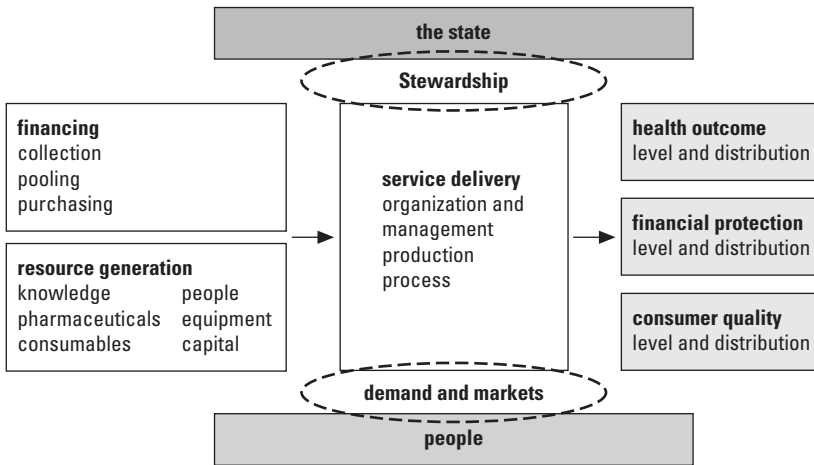 the state
Stewardship
financing
collection
pooling
purchasing
resource generation
knowledge people
pharmaceuticals equipment
consumables capital
service delivery
organization and
management
production
process
health outcome
level and distribution
financial protection
level and distribution
consumer quality
level and distribution
demand and markets
people